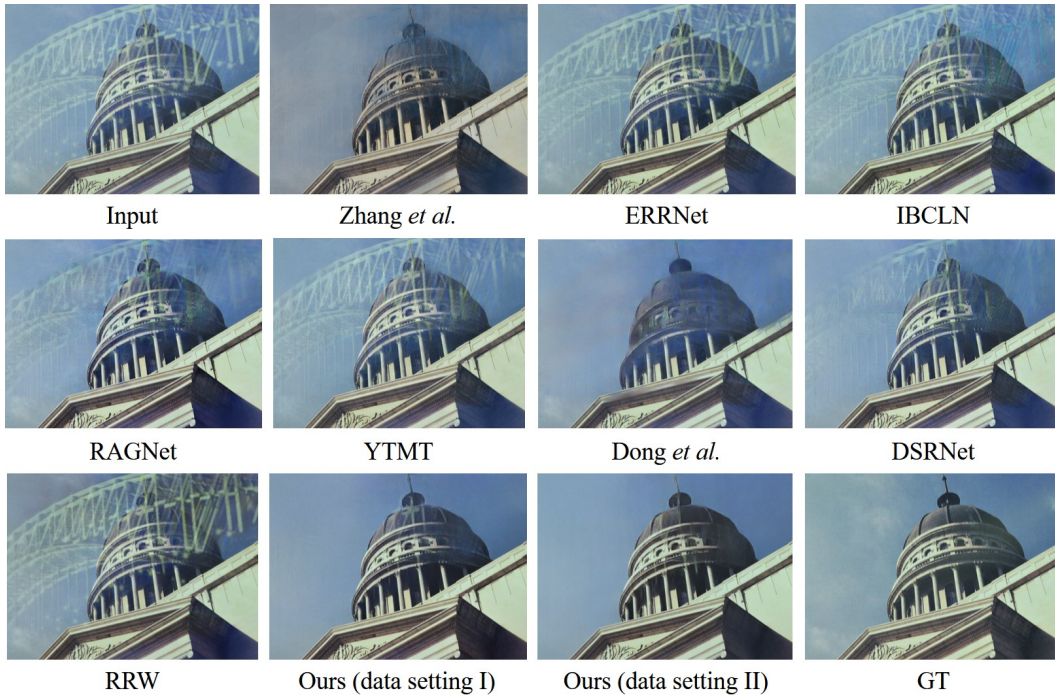 Input
Zhang et al.
ERRNet
IBCLN
RAGNet
YTMT
Dong et al.
DSRNet
RRW
Ours (data setting I)
Ours (data setting II)
GT